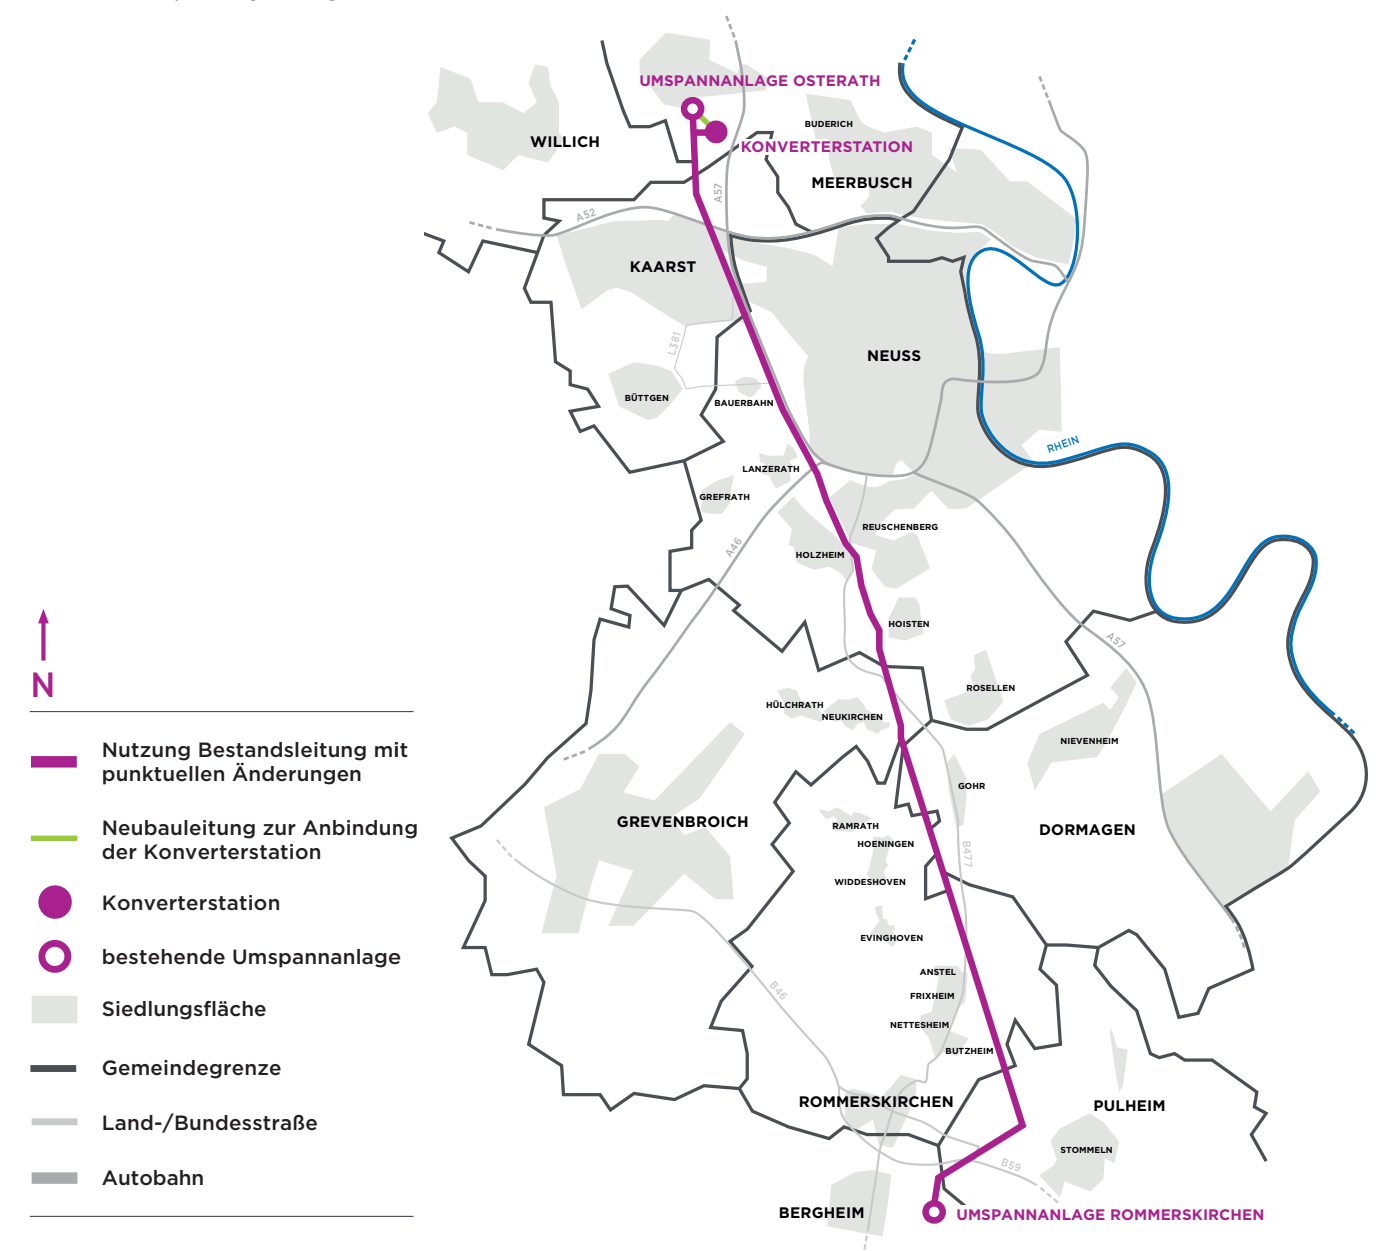 UMSPANNANLAGE OSTERATH
BUDERICH
WILLICH
KONVERTERSTATION
MEERBUSCH
A57
A52
KAARST
L381
NEUSS
BÜTTGEN
BAUERBAHN
RHEIN
LANZERATH
GREFRATH
REUSCHENBERG
A46
HOLZHEIM
HOISTEN
A57
ROSELLEN
HÜLCHRATH
NEUKIRCHEN
NIEVENHEIM
GOHR
GREVENBROICH
RAMRATH
DORMAGEN
HOENINGEN
B477
WIDDESHOVEN
EVINGHOVEN
ANSTEL
B46
FRIXHEIM
NETTESHEIM
BUTZHEIM
ROMMERSKIRCHEN
PULHEIM
STOMMELN
B59
BERGHEIM
UMSPANNANLAGE ROMMERSKIRCHEN
N
Nutzung Bestandsleitung mit
punktuellen Änderungen
Neubauleitung zur Anbindung
der Konverterstation
Konverterstation
bestehende Umspannanlage
Siedlungsfläche
Gemeindegrenze
Land-/Bundesstraße
Autobahn